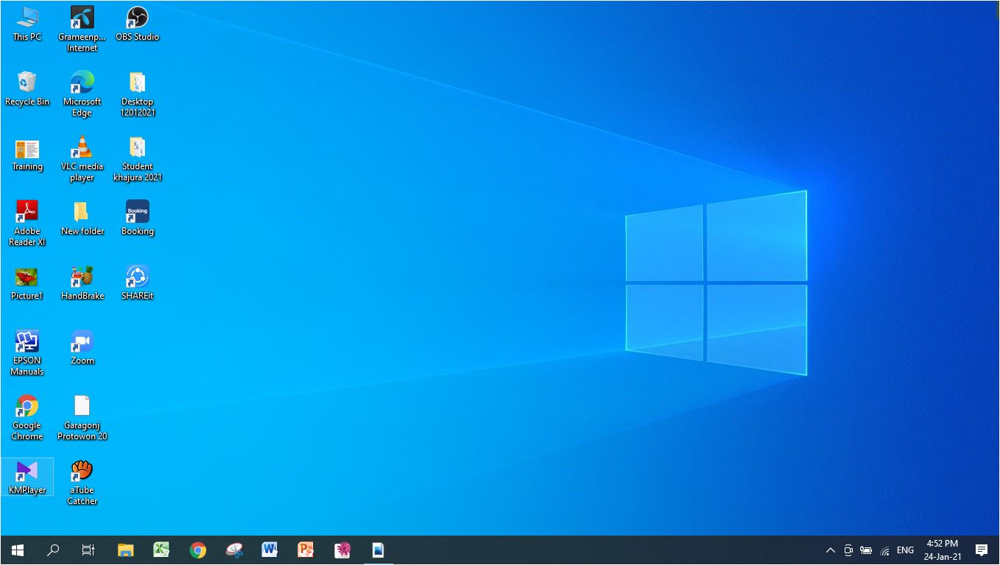 This PC
Grameenp...
Internet
OBS Studio
Recycle Bin
Microsoft
Edge
Desktop
12012021
Training
VLC media
player
Student
khajura 2021
Adobe
Reader XI
New folder
Booking
Booking
Picture1
HandBrake
SHAREit
EPSON
Manuals
Zoom
Google
Chrome
Garagonj
Protowon 20
KMPlayer
aTube
Catcher
ENG
4:52 PM
24-Jan-21